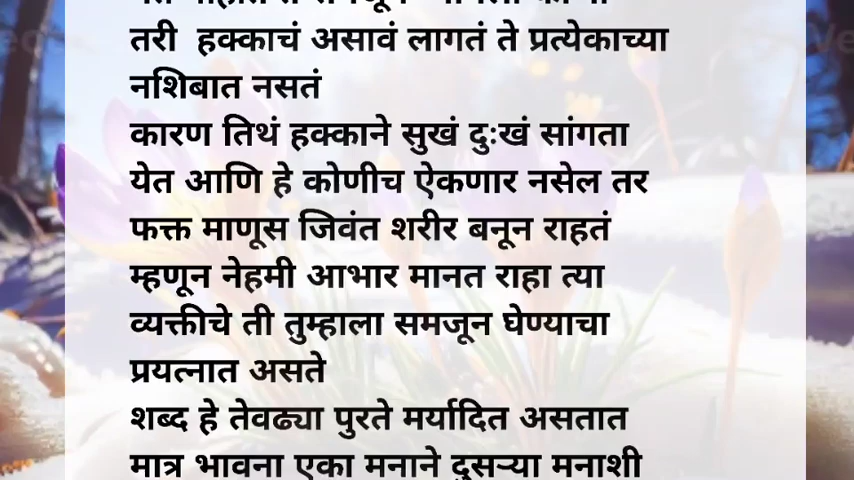 तरी हक्काचं असावं लागतं ते प्रत्येकाच्या
नशिबात नसतं
कारण तिथं हक्काने सुखं दुःखं सांगता
येत आणि हे कोणीच ऐकणार नसेल तर
फक्त माणूस जिवंत शरीर बनून राहतं
म्हणून नेहमी आभार मानत राहा त्या
व्यक्तीचे ती तुम्हाला समजून घेण्याचा
प्रयत्नात असते
शब्द हे तेवढ्या पुरते मर्यादित असतात
मात्र भावना एका मनाने दुसऱ्या मनाशी